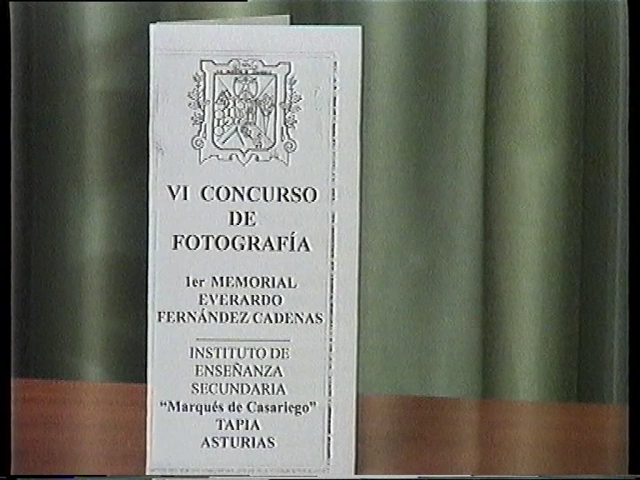 VI CONCURSO
DE
FOTOGRAFÍA
1er MEMORIAL
EVERARDO
FERNÁNDEZ CADENAS
INSTITUTO DE
ENSEÑANZA
SECUNDARIA
“Marqués de Casariego”
TAPIA
ASTURIAS